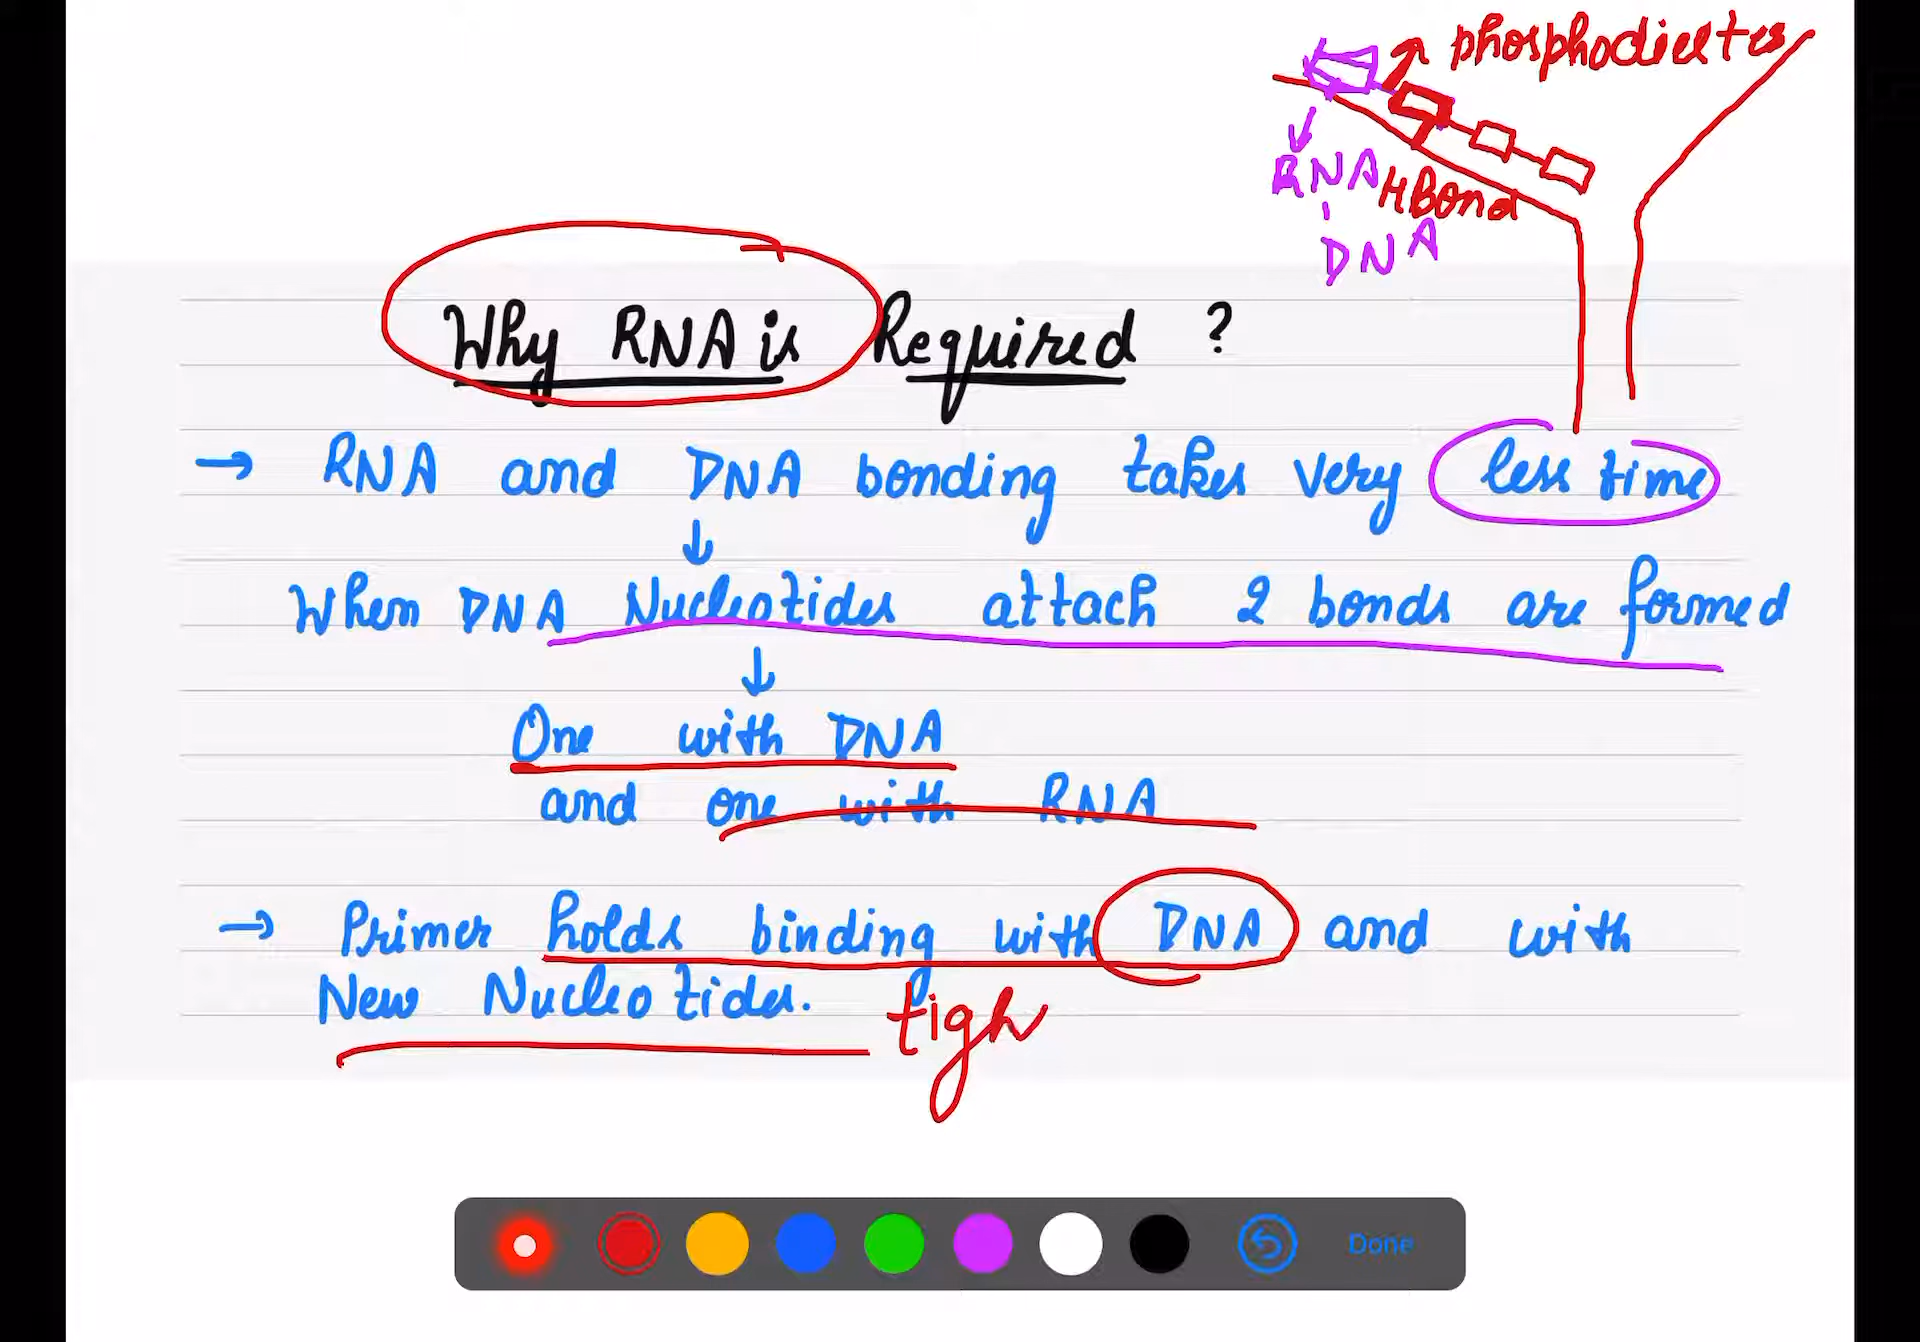 phosphodiester
RNA
HBond
DNA
Why RNA is Required ?
→ RNA and DNA bonding takes very less time
↓
When DNA Nucleotides attach 2 bonds are formed
↓
One with DNA
and one with RNA
→ Primer holds binding with DNA and with
New Nucleotides. tigh
Done